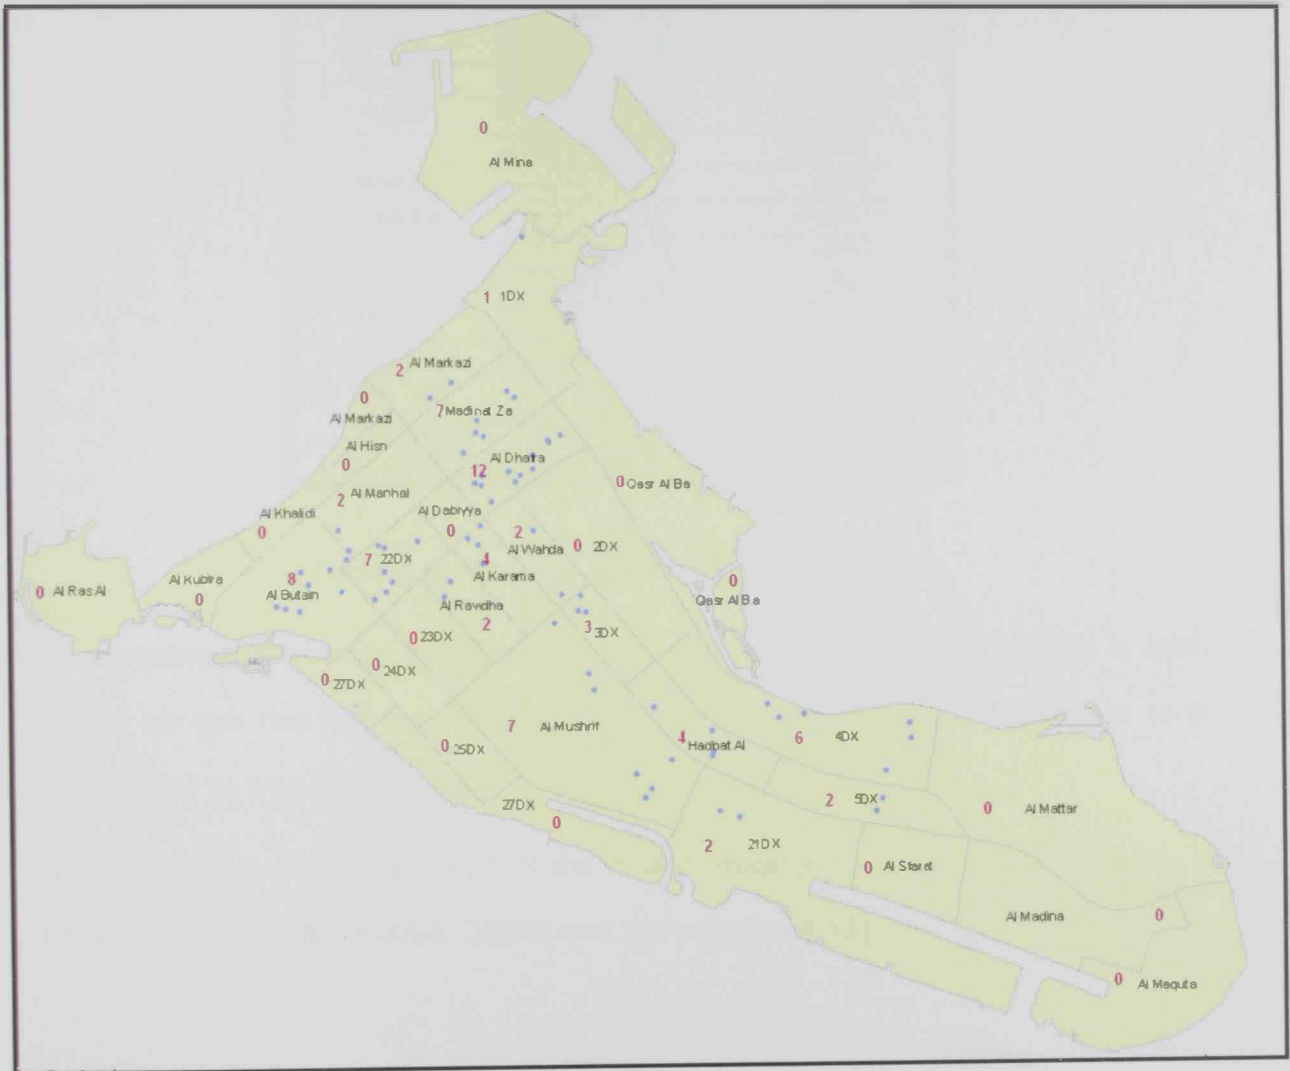 0
Al Mina
1 1DX
2 Al Markazi
0
Al Markazi
7 Madinat Za
Al Hisn
0
Al Dhafra
12
0 Qasr Al Ba
2 Al Manhal
Al Khalidi
0
Al Dabiyya
0
2
Al Wahda
0 2DX
7 22DX
4
Al Karama
0
Qasr Al Ba
0 Al Ras Al
Al Kubira
0
8
Al Butain
Al Ravdha
2
3 3DX
0 23DX
0 24DX
0 27DX
7 Al Mushrif
4 Hadbat Al
6 4DX
0 25DX
27DX
0
2 5DX
0 Al Mattar
2 21DX
0 Al Starat
Al Madina 0
0 Al Maquta